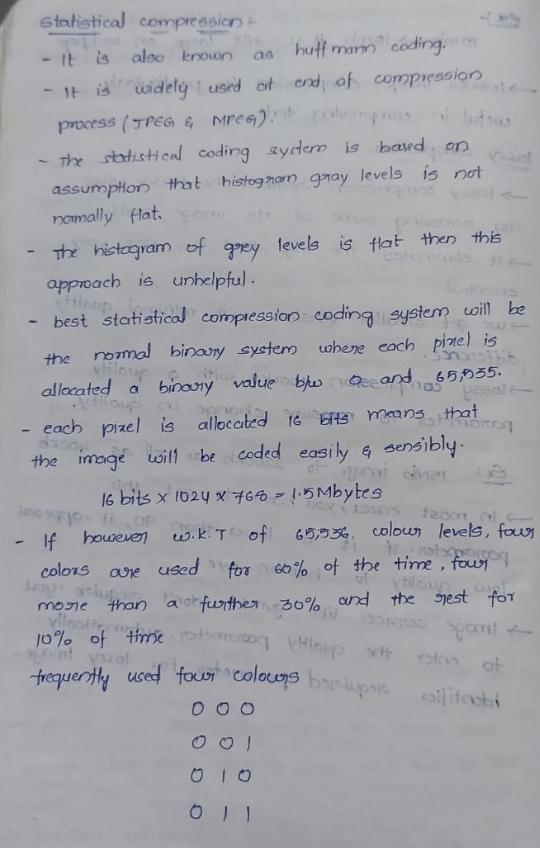 Statistical compression :-
- It is also known as huffmann coding.
- It is widely used at end of compression
process (JPEG & MPEG).
- The statistical coding system is based on
assumption that histogram gray levels is not
normally flat.
- The histogram of grey levels is flat then this
approach is unhelpful.
- best statistical compression coding system will be
the normal binary system where each pixel is
allocated a binary value b/w 0 and 65,535.
- each pixel is allocated 16 bits means that
the image will be coded easily & sensibly.
16 bits x 1024 x 768 = 1.5 Mbytes
- If however w.k.T of 65,536 colour levels, four
colors are used for 60% of the time, four
more than a further 30% and the rest for
10% of time
frequently used four colours
0 0 0
0 0 1
0 1 0
0 1 1